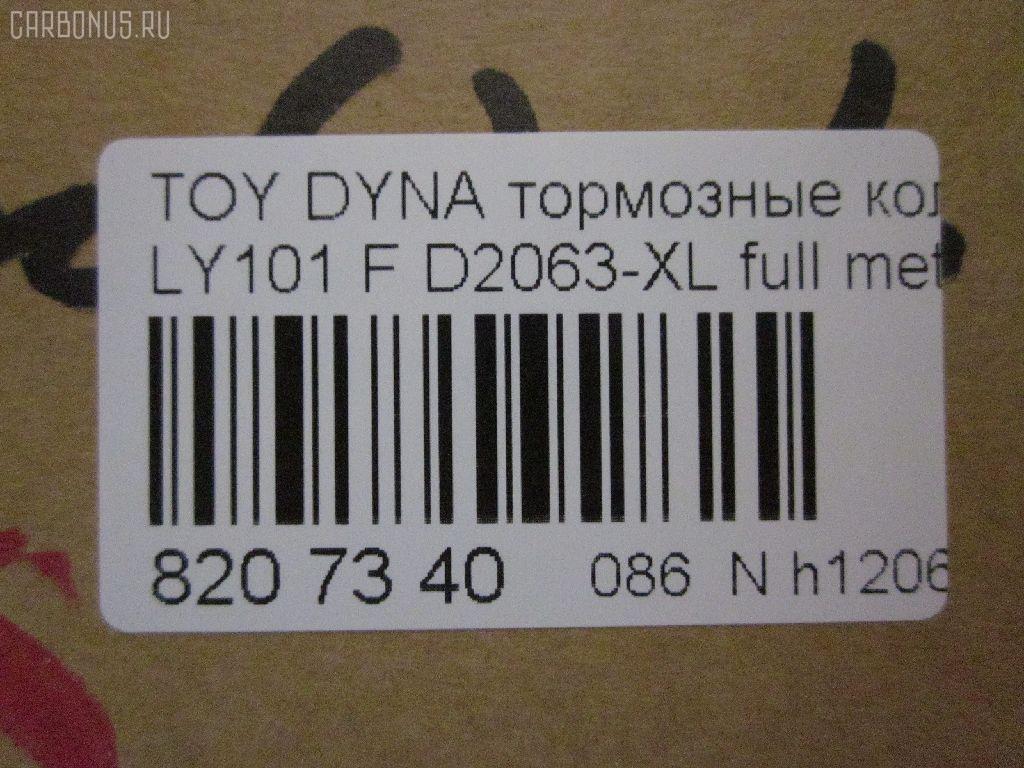 CARBONUS.RU
TOY DYNA тормозные кол
LY101 F D2063-XL full met
820 73 40 086 N h1206